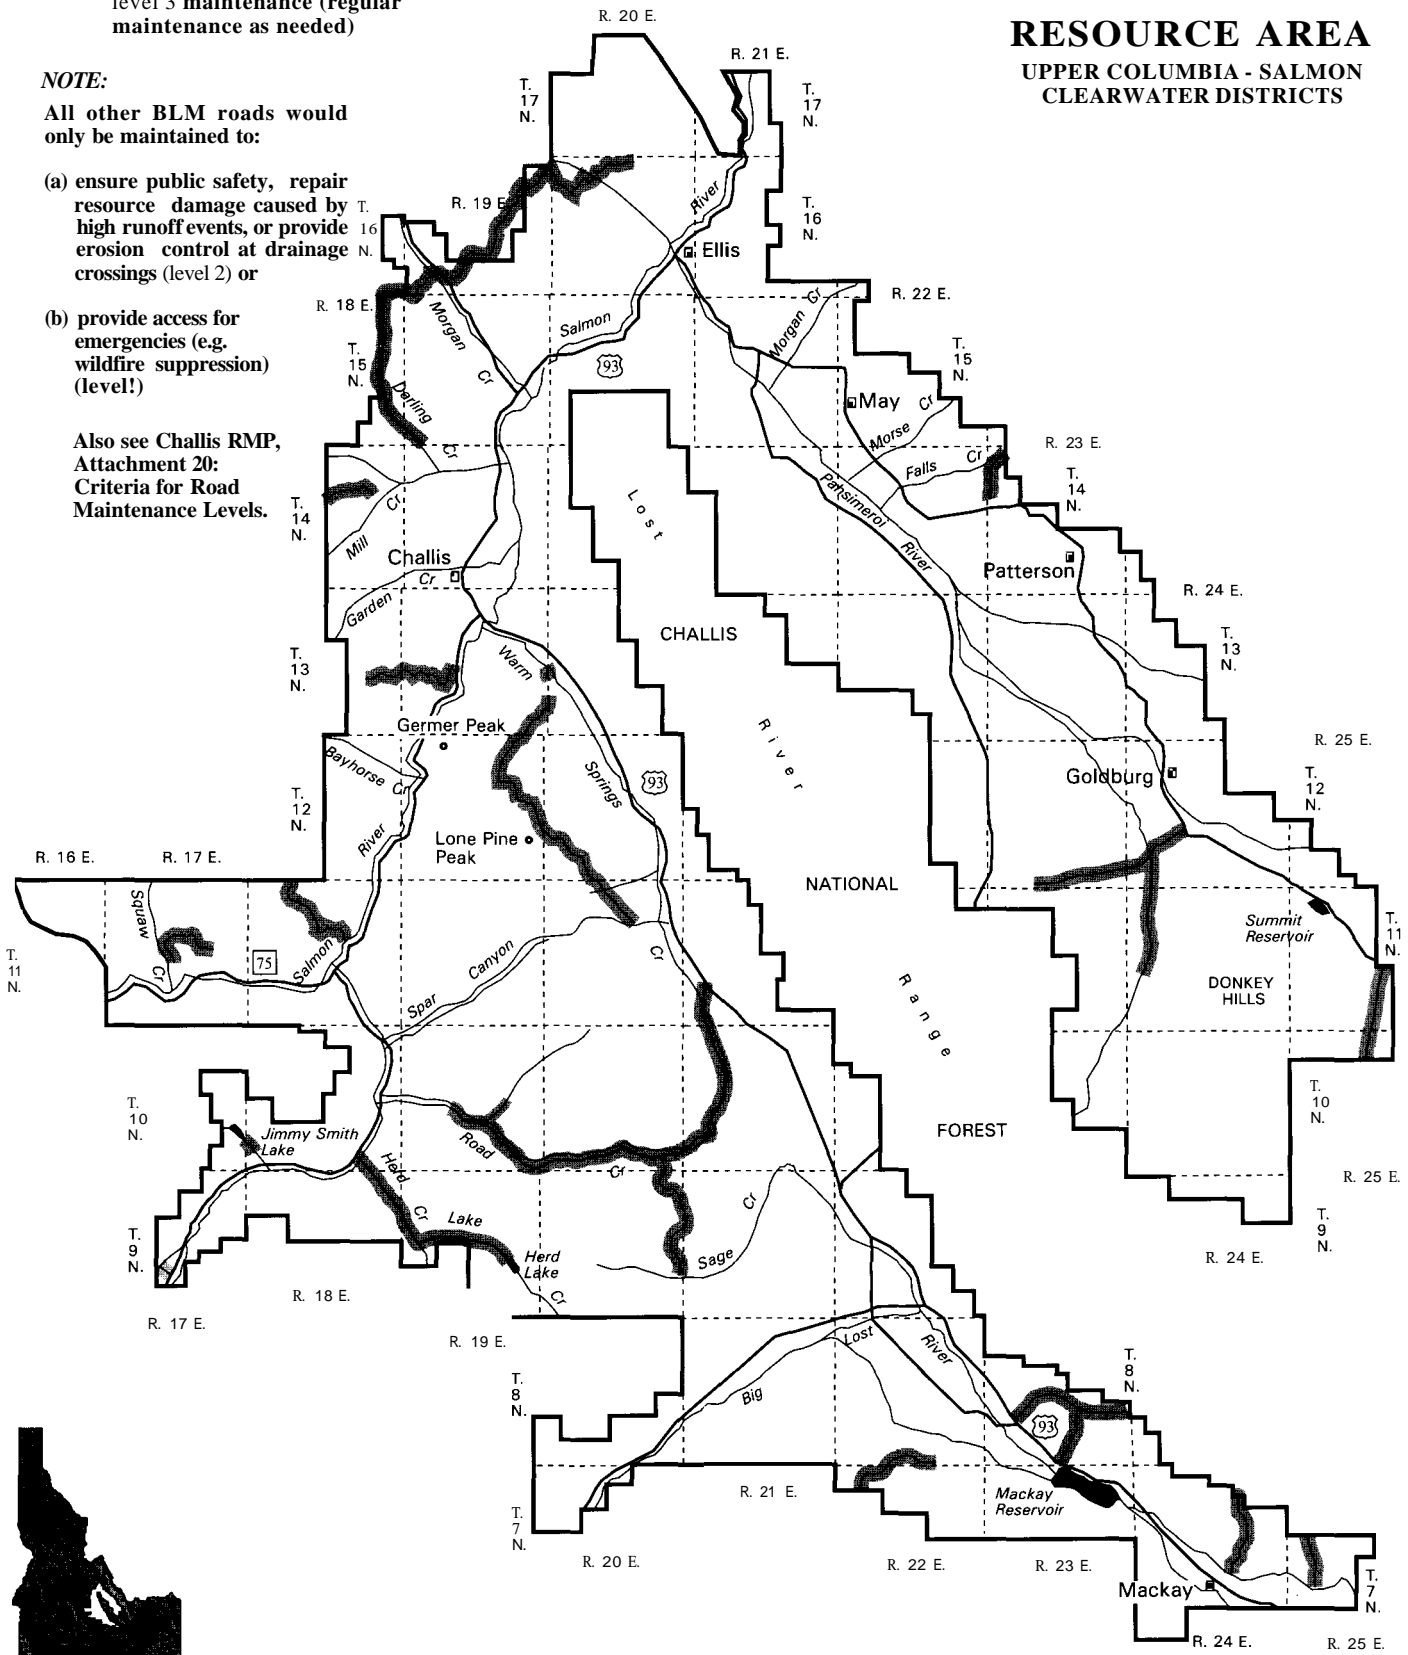 level 3 maintenance (regular
maintenance as needed)
RESOURCE AREA
UPPER COLUMBIA - SALMON
CLEARWATER DISTRICTS
NOTE:
All other BLM roads would
only be maintained to:
(a) ensure public safety, repair
resource damage caused by
high runoff events, or provide
erosion control at drainage
crossings (level 2) or
(b) provide access for
emergencies (e.g.
wildfire suppression)
(level!)
Also see Challis RMP,
Attachment 20:
Criteria for Road
Maintenance Levels.
R. 20 E.
R. 21 E.
T.
17
N.
T.
17
N.
R. 19 E
T.
16
N.
T.
16
N.
River
Ellis
R. 18 E.
R. 22 E.
Morgan
Cr
Salmon
93
Morgan Cr
T.
15
N.
T.
15
N.
Darling
Cr
May
Morse
Cr
R. 23 E.
Falls
Cr
T.
14
N.
T.
14
N.
Mill
Cr
Lost
Pahsimeroi
River
Challis
Cr
Garden
Patterson
R. 24 E.
CHALLIS
T.
13
N.
T.
13
N.
Warm
Germer Peak
River
R. 25 E.
Bayhorse
Cr
Springs
93
Goldburg
T.
12
N.
T.
12
N.
River
Lone Pine
Peak
R. 16 E.
R. 17 E.
NATIONAL
Squaw
Cr
Summit
Reservoir
T.
11
N.
T.
11
N.
75
Salmon
Canyon
Spar
Cr
Range
DONKEY
HILLS
T.
10
N.
T.
10
N.
Jimmy Smith
Lake
Road
Cr
FOREST
Herd
Cr
R. 25 E.
T.
9
N.
T.
9
N.
Lake
Herd
Lake
Cr
Sage
Cr
R. 24 E.
R. 18 E.
R. 17 E.
R. 19 E.
Lost
River
Big
T.
8
N.
T.
8
N.
93
R. 21 E.
Mackay
Reservoir
T.
7
N.
R. 20 E.
R. 22 E.
R. 23 E.
Mackay
T.
7
N.
R. 24 E.
R. 25 E.